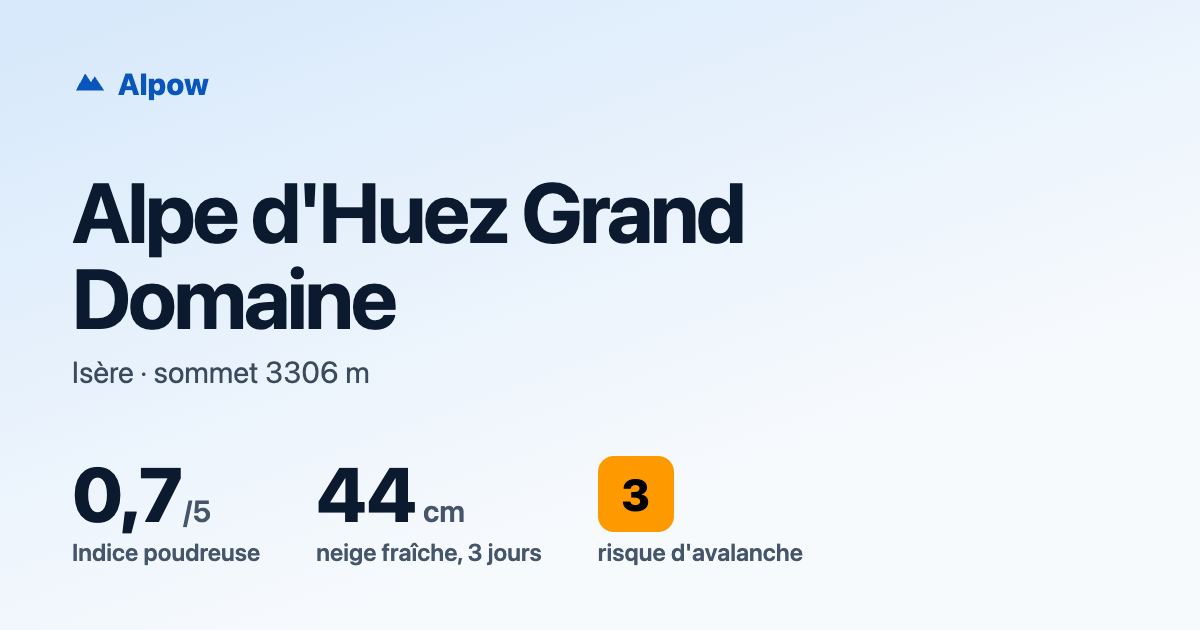 Alpow
Alpe d'Huez Grand
Domaine
Isère · sommet 3306 m
0,7/5
44 cm
3
Indice poudreuse
neige fraîche, 3 jours
risque d'avalanche